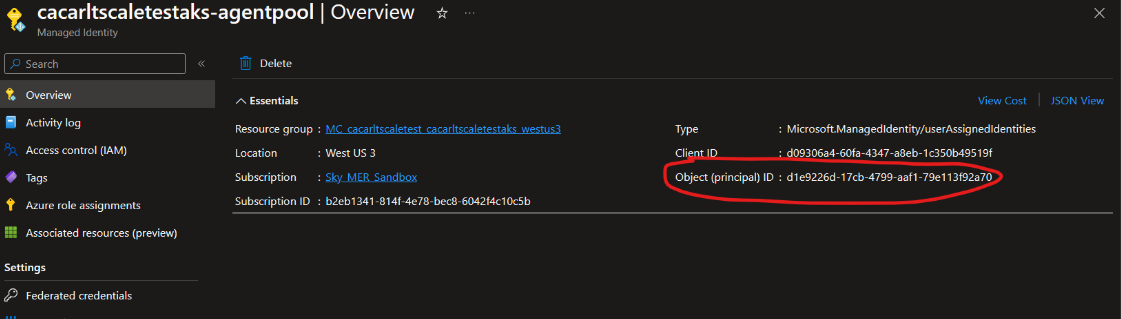 cacarltscaletestaks-agentpool | Overview
Managed Identity
Search
Delete
Overview
Activity log
Access control (IAM)
Tags
Azure role assignments
Associated resources (preview)
Settings
Federated credentials
Essentials
View Cost
JSON View
Resource group : MC_cacarltscaletest_cacarltscaletestaks_westus3
Location : West US 3
Subscription : Sky_MER_Sandbox
Subscription ID : b2eb1341-814f-4e78-bec8-6042f4c10c5b
Type : Microsoft.ManagedIdentity/userAssignedIdentities
Client ID : d09306a4-60fa-4347-a8eb-1c350b49519f
Object (principal) ID : d1e9226d-17cb-4799-aaf1-79e113f92a70